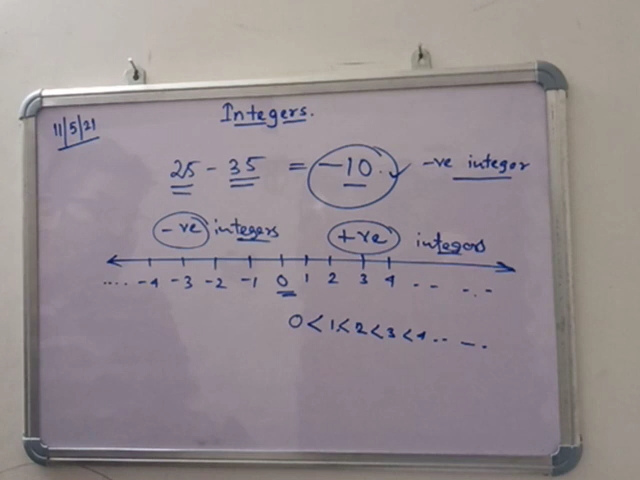 Integers.
11/5/21
25 - 35 = -10. -ve integer
-ve integers +ve integers
.... -4 -3 -2 -1 0 1 2 3 4 -- -.-
0<1<2<3<4.. -.